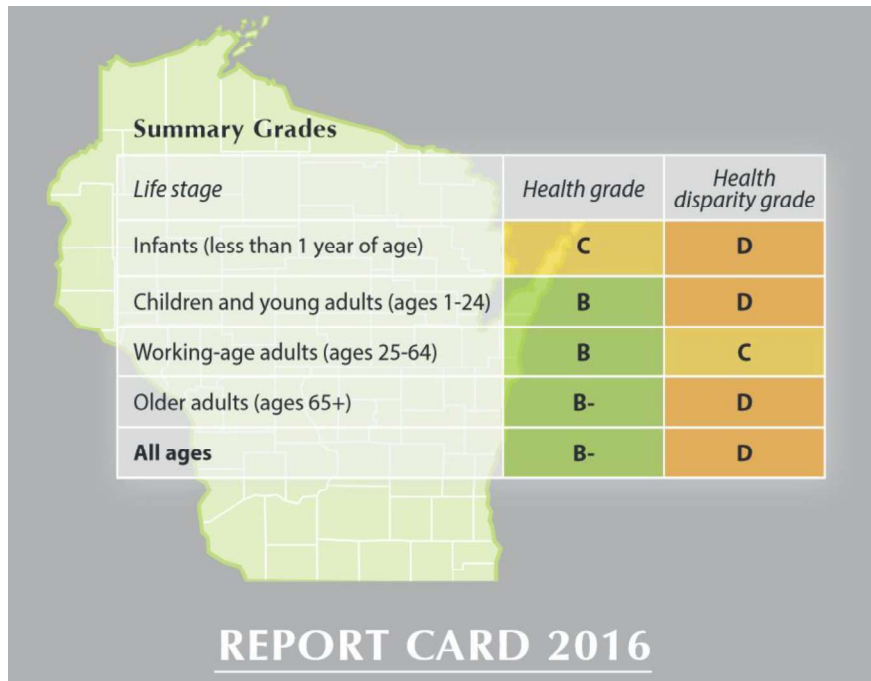 Summary Grades
Life stage Health grade Health disparity grade
Infants (less than 1 year of age) C D
Children and young adults (ages 1-24) B D
Working-age adults (ages 25-64) B C
Older adults (ages 65+) B- D
All ages B- D
REPORT CARD 2016